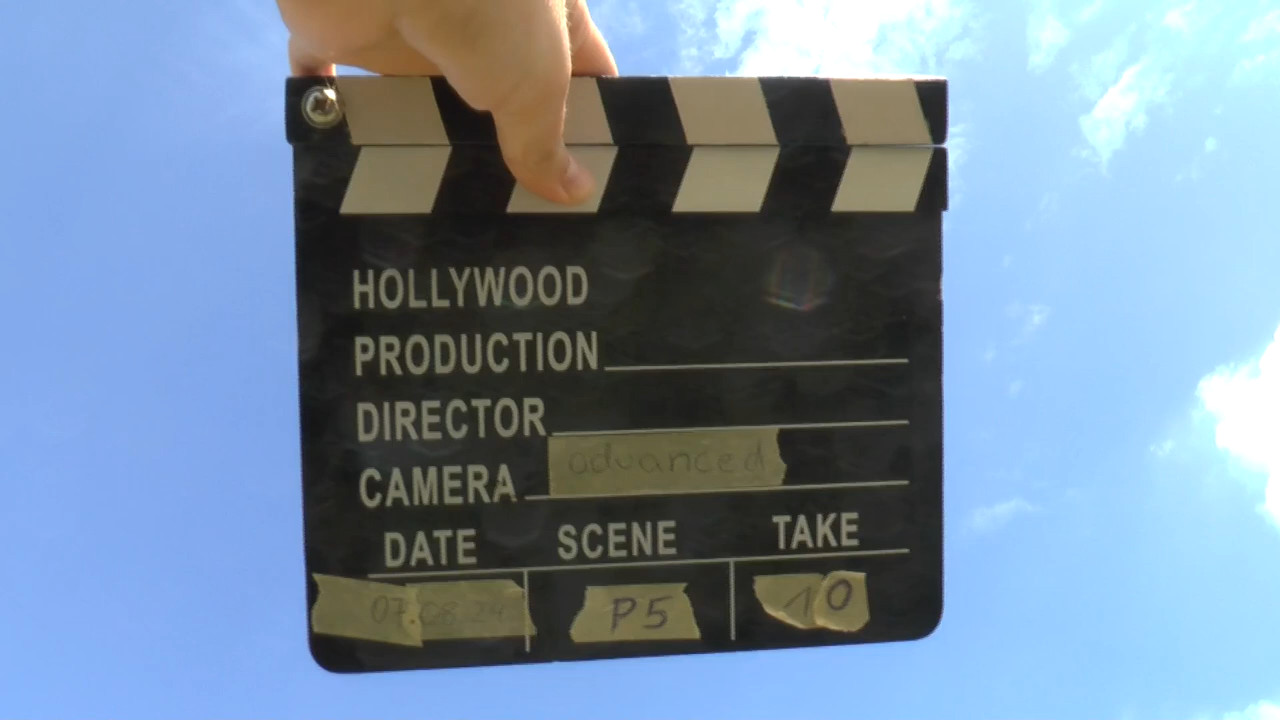 HOLLYWOOD
PRODUCTION
DIRECTOR
CAMERA advanced
DATE SCENE TAKE
07.08.24 P5 10